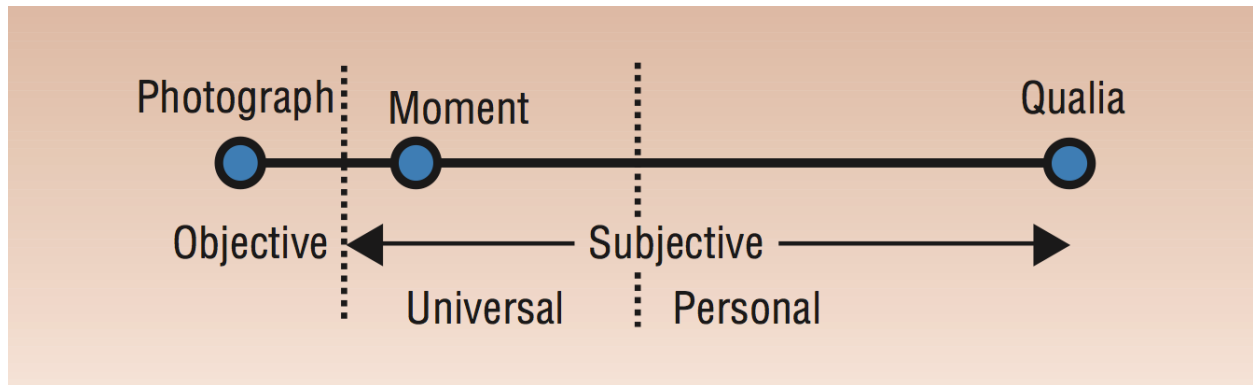 Photograph
Moment
Qualia
Objective
Subjective
Universal
Personal